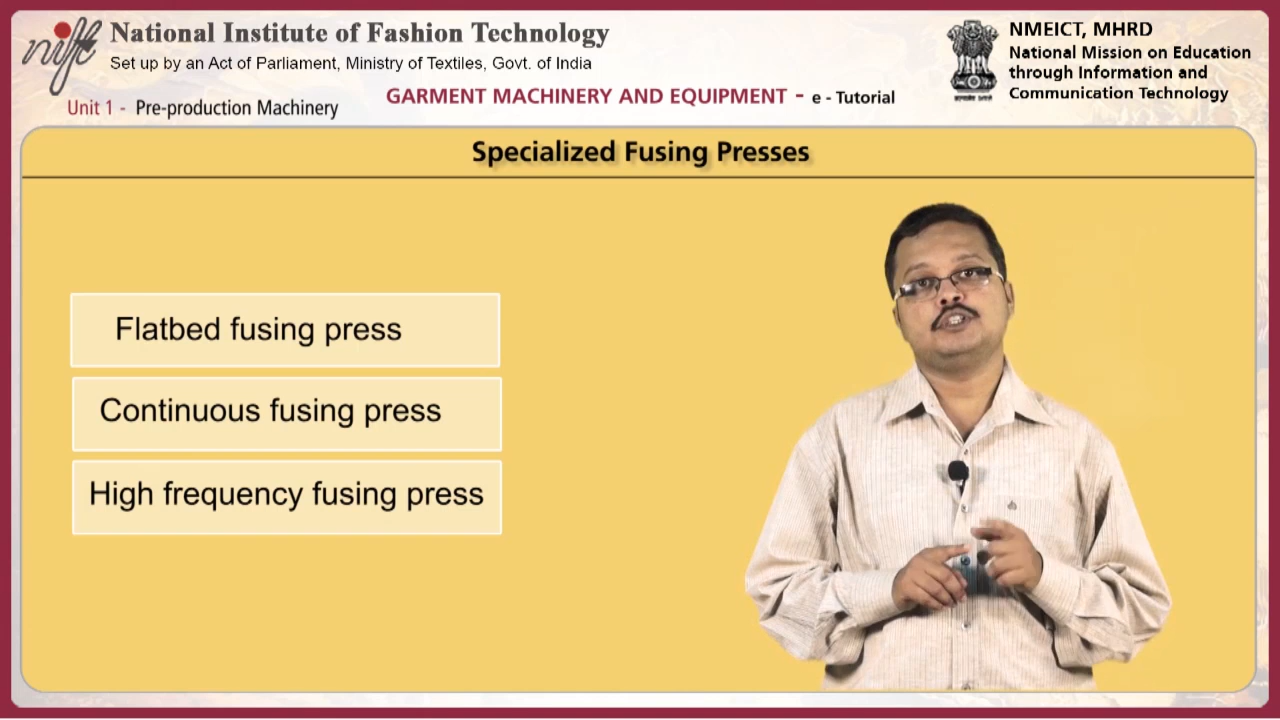 nift
National Institute of Fashion Technology
Set up by an Act of Parliament, Ministry of Textiles, Govt. of India
NMEICT, MHRD
National Mission on Education
through Information and
Communication Technology
Unit 1 - Pre-production Machinery
GARMENT MACHINERY AND EQUIPMENT - e - Tutorial
Specialized Fusing Presses
Flatbed fusing press
Continuous fusing press
High frequency fusing press